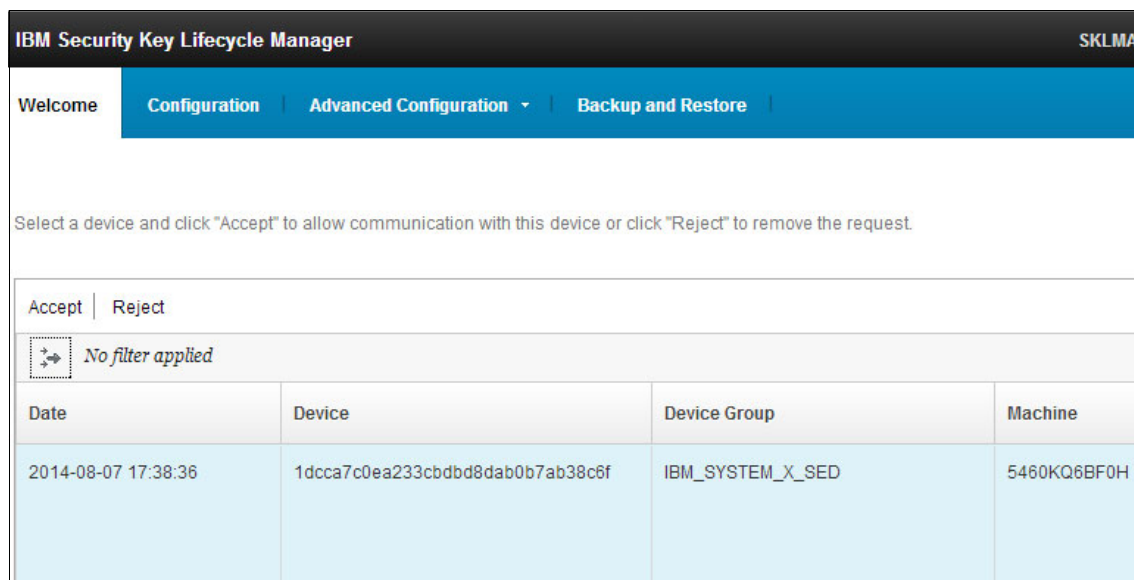 IBM Security Key Lifecycle Manager SKLMA
Welcome Configuration Advanced Configuration Backup and Restore
Select a device and click "Accept" to allow communication with this device or click "Reject" to remove the request.
Accept Reject
No filter applied
Date Device Device Group Machine
2014-08-07 17:38:36 1dcca7c0ea233cbdbd8dab0b7ab38c6f IBM_SYSTEM_X_SED 5460KQ6BF0H